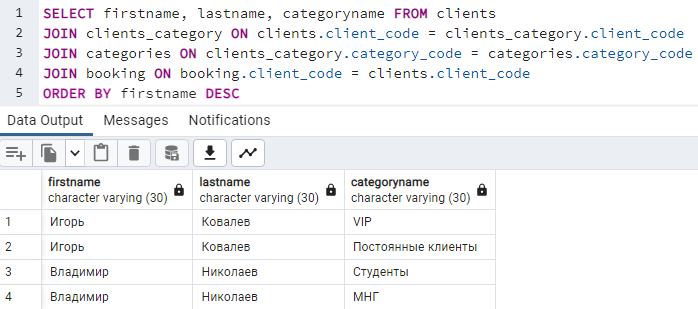 1 SELECT firstname, lastname, categoryname FROM clients
2 JOIN clients_category ON clients.client_code = clients_category.client_code
3 JOIN categories ON clients_category.category_code = categories.category_code
4 JOIN booking ON booking.client_code = clients.client_code
5 ORDER BY firstname DESC
Data Output Messages Notifications
firstname lastname categoryname
character varying (30) character varying (30) character varying (30)
1 Игорь Ковалев VIP
2 Игорь Ковалев Постоянные клиенты
3 Владимир Николаев Студенты
4 Владимир Николаев МНГ